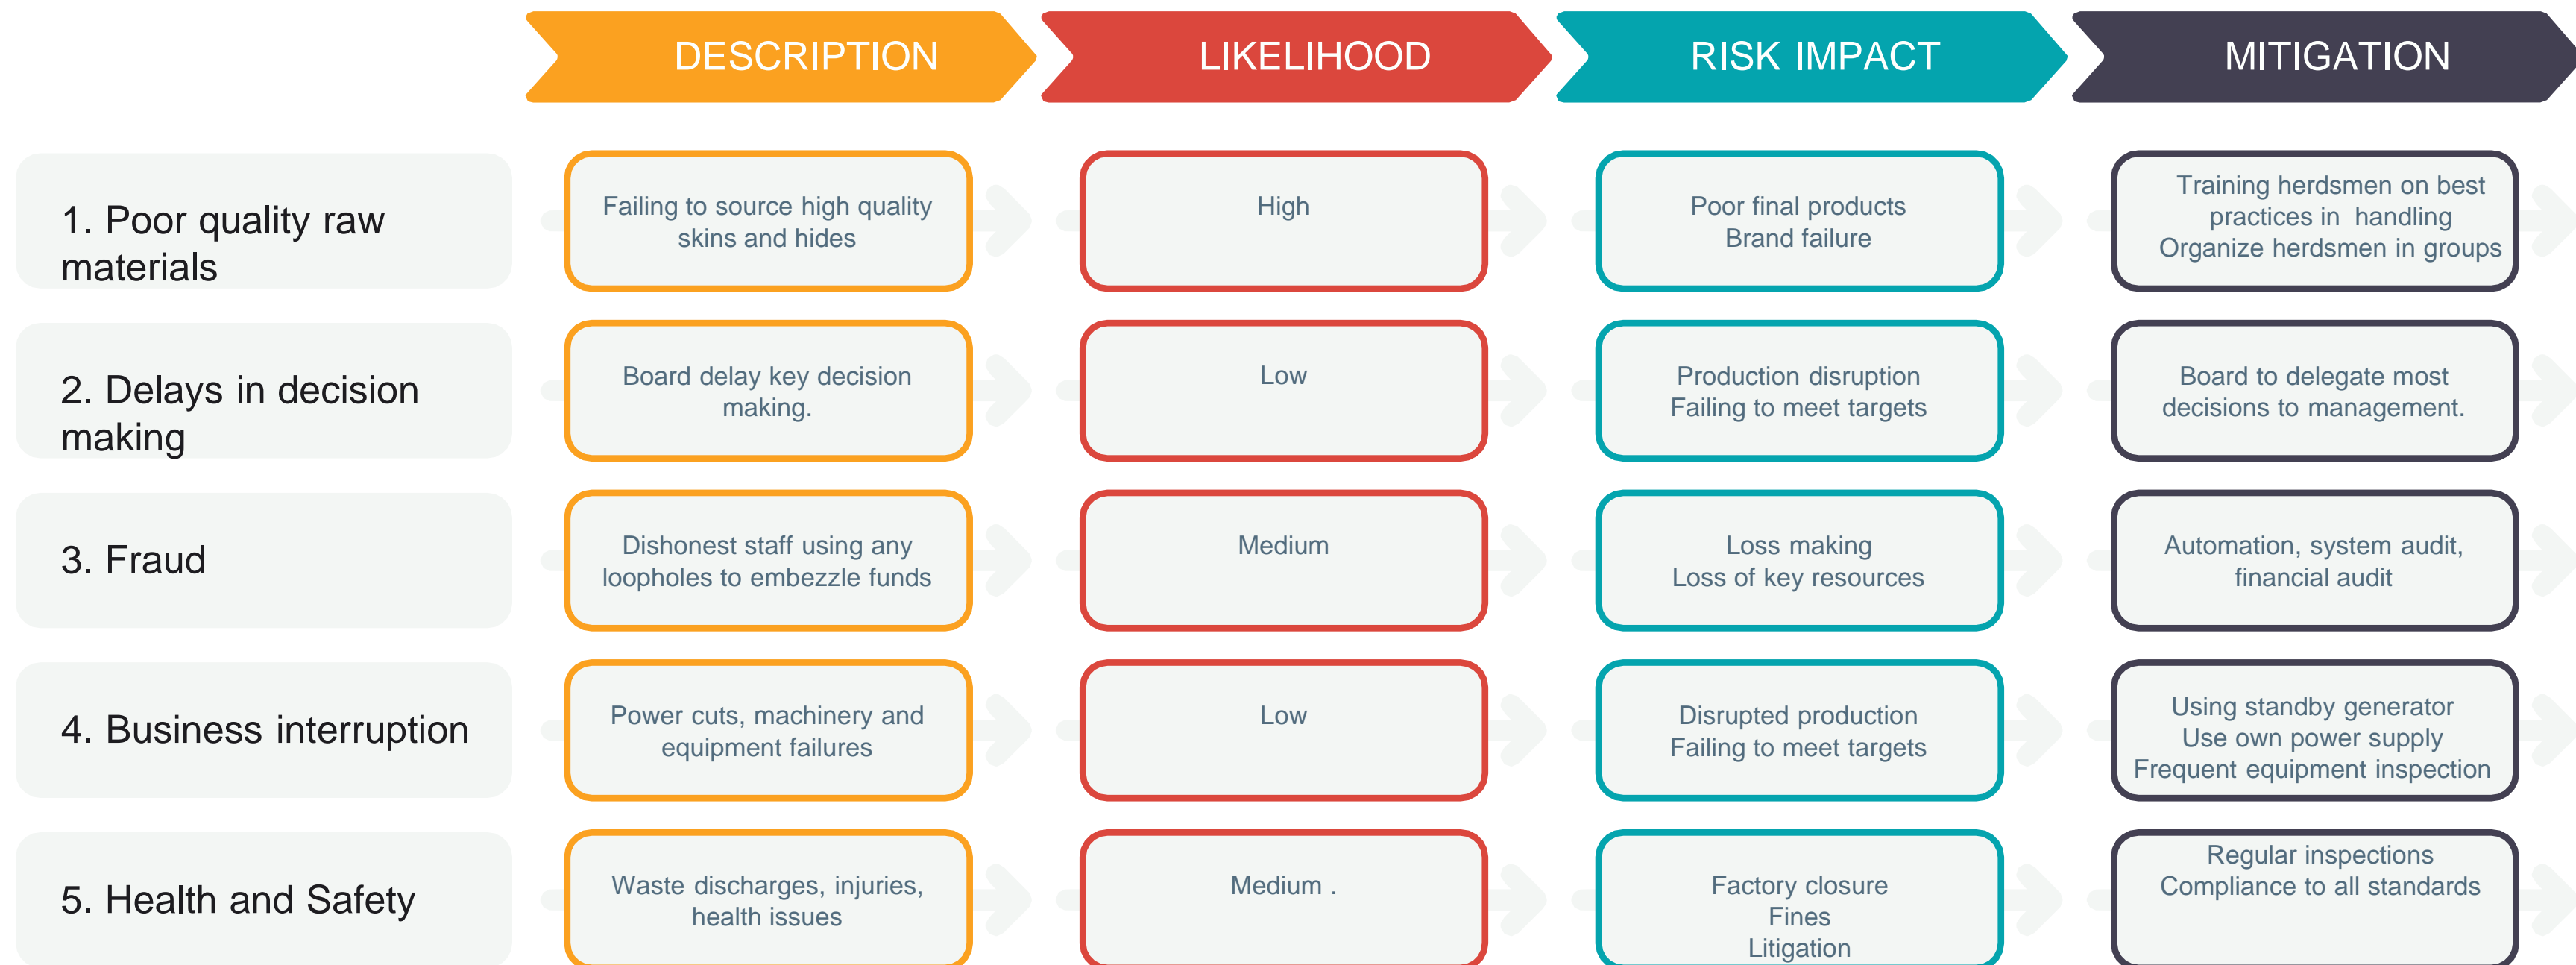 DESCRIPTION
LIKELIHOOD
RISK IMPACT
MITIGATION
1. Poor quality raw
materials
Failing to source high quality
skins and hides
High
Poor final products
Brand failure
Training herdsmen on best
practices in  handling
Organize herdsmen in groups
2. Delays in decision
making
Board delay key decision
making.
Low
Production disruption
Failing to meet targets
Board to delegate most
decisions to management.
3. Fraud
Dishonest staff using any
loopholes to embezzle funds
Medium
Loss making
Loss of key resources
Automation, system audit,
financial audit
4. Business interruption
Power cuts, machinery and
equipment failures
Low
Disrupted production
Failing to meet targets
Using standby generator
Use own power supply
Frequent equipment inspection
5. Health and Safety
Waste discharges, injuries,
health issues
Medium .
Factory closure
Fines
Litigation
Regular inspections
Compliance to all standards